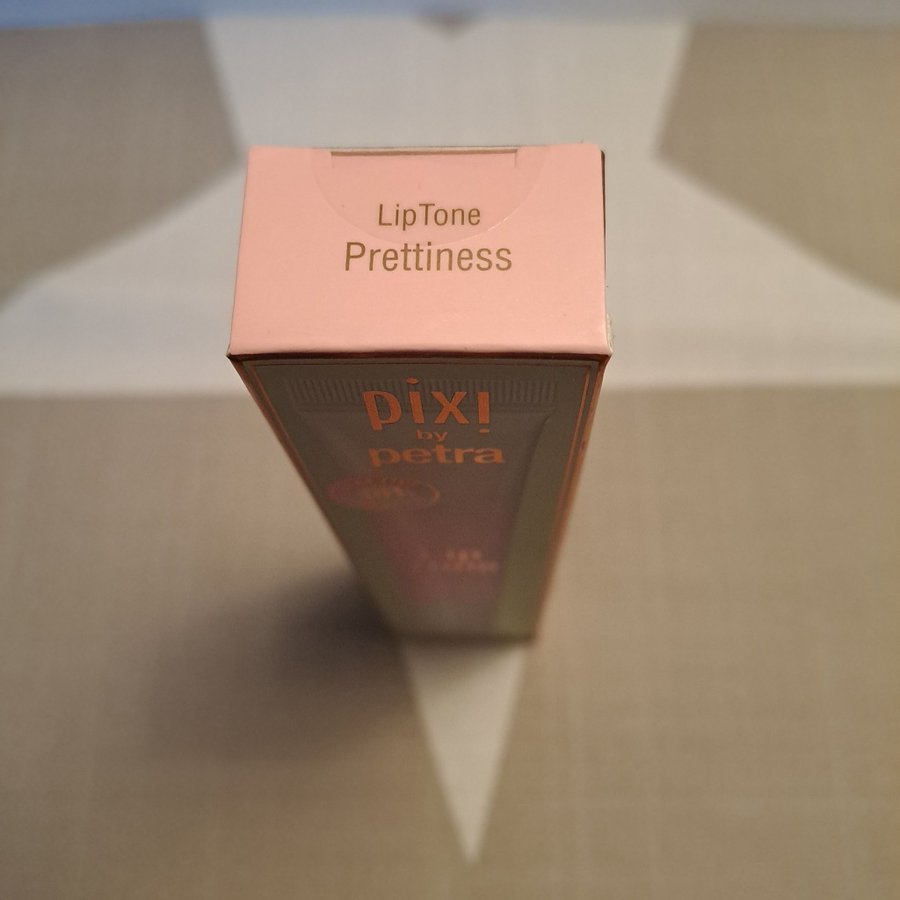 LipTone
Prettiness
pixi
by
petra